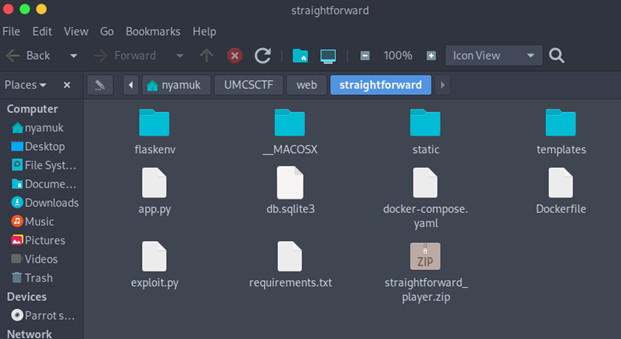 straightforward
File Edit View Go Bookmarks Help
Back Forward 100% Icon View
Places nyamuk UMCSCTF web straightforward
Computer
nyamuk
Desktop
File Syst…
Docume…
Downloads
Music
Pictures
Videos
Trash
Devices
Parrot s…
Network
flaskenv __MACOSX static templates
app.py db.sqlite3 docker-compose.
yaml Dockerfile
ZIP
exploit.py requirements.txt straightforward_
player.zip